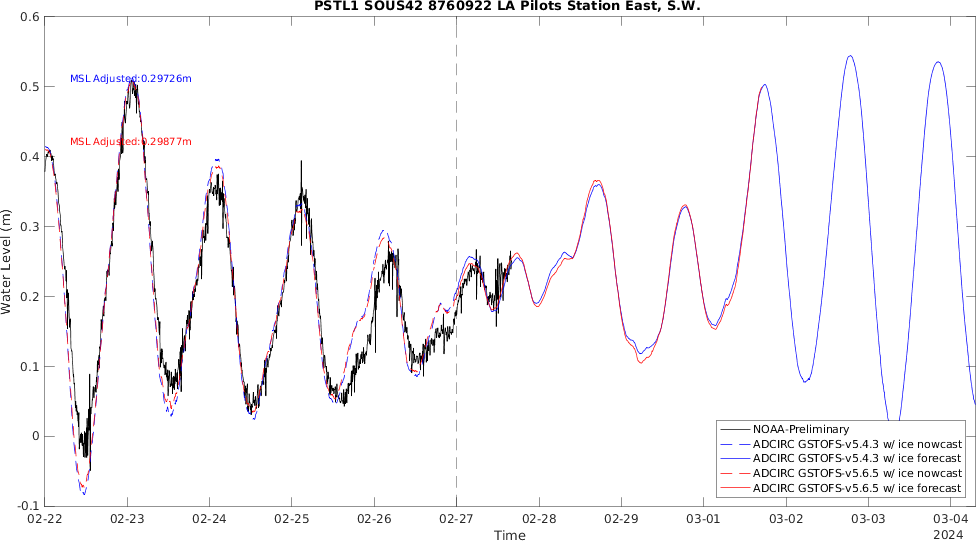 PSTL1 SOUS42 8760922 LA Pilots Station East, S.W.
0.6
0.5
0.4
0.3
0.2
0.1
0
-0.1
Water Level (m)
MSL Adjusted:0.29726m
MSL Adjusted:0.29877m
NOAA-Preliminary
ADCIRC GSTOFS-v5.4.3 w/ ice nowcast
ADCIRC GSTOFS-v5.4.3 w/ ice forecast
ADCIRC GSTOFS-v5.6.5 w/ ice nowcast
ADCIRC GSTOFS-v5.6.5 w/ ice forecast
02-22 02-23 02-24 02-25 02-26 02-27 02-28 02-29 03-01 03-02 03-03 03-04
Time
2024